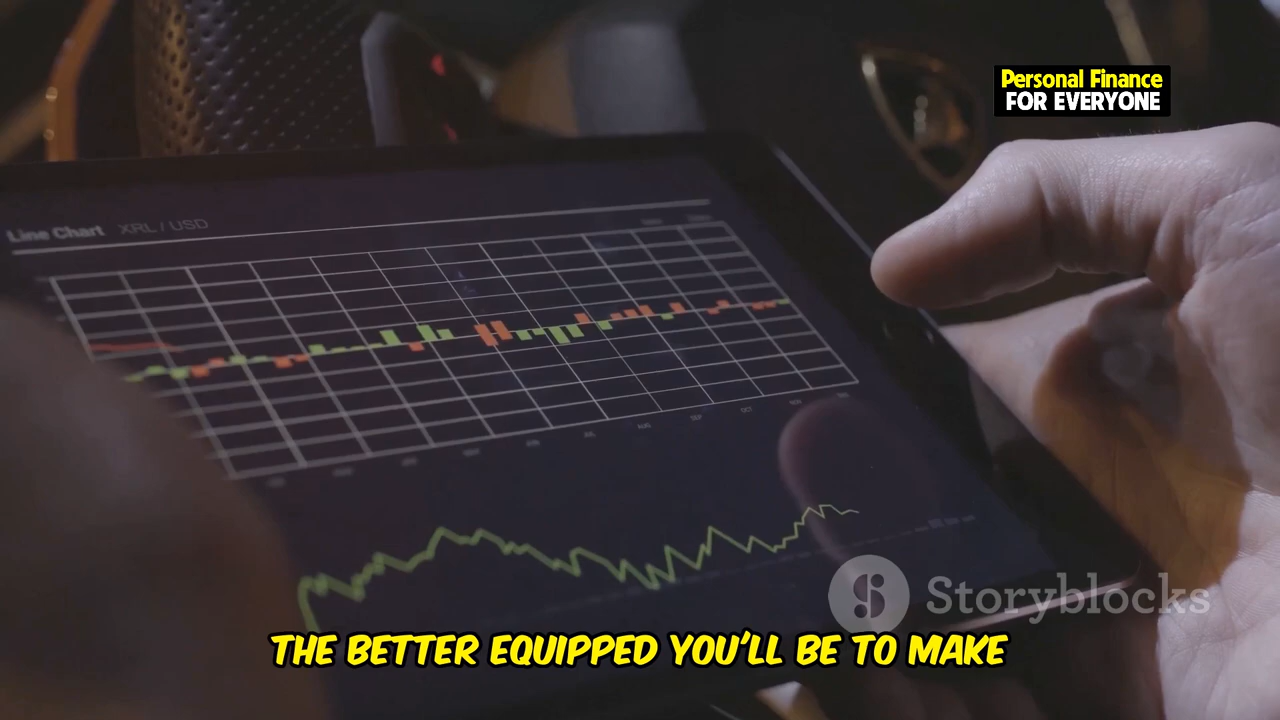 Personal Finance
FOR EVERYONE
Line Chart XRL / USD
Storyblocks
THE BETTER EQUIPPED YOU'LL BE TO MAKE